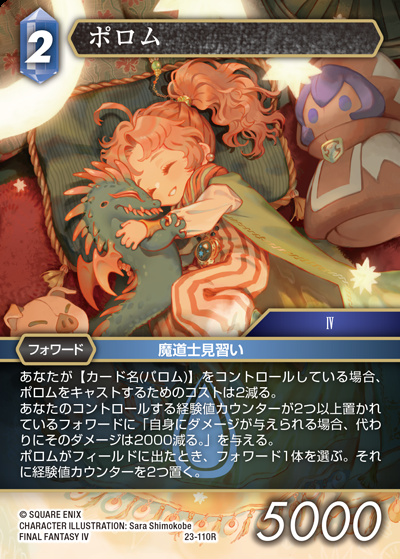 2
ポロム
IV
フォワード
魔道士見習い
あなたが【カード名(パロム)】をコントロールしている場合、
ポロムをキャストするためのコストは2減る。
あなたのコントロールする経験値カウンターが2つ以上置かれ
ているフォワードに「自身にダメージが与えられる場合、代わ
りにそのダメージは2000減る。」を与える。
ポロムがフィールドに出たとき、フォワード1体を選ぶ。それ
に経験値カウンターを2つ置く。
© SQUARE ENIX
CHARACTER ILLUSTRATION: Sara Shimokobe
FINAL FANTASY IV
23-110R
5000